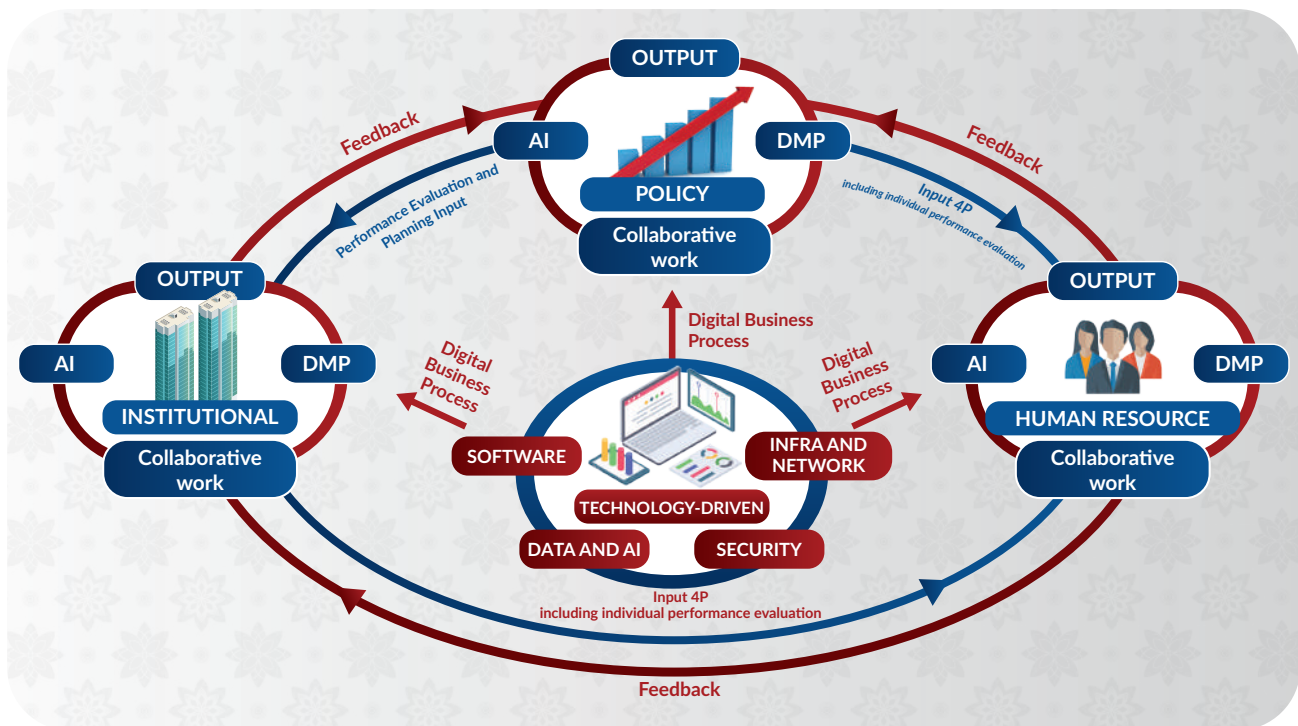 OUTPUT
AI
DMP
POLICY
Collaborative
work
Feedback
Performance Evaluation and
Planning Input
Feedback
Input 4P
including individual performance evaluation
OUTPUT
AI
DMP
INSTITUTIONAL
Collaborative
work
Digital
Business
Process
Digital Business
Process
Digital
Business
Process
OUTPUT
AI
DMP
HUMAN RESOURCE
Collaborative
work
SOFTWARE
INFRA AND
NETWORK
TECHNOLOGY-DRIVEN
DATA AND AI
SECURITY
Input 4P
including individual performance evaluation
Feedback